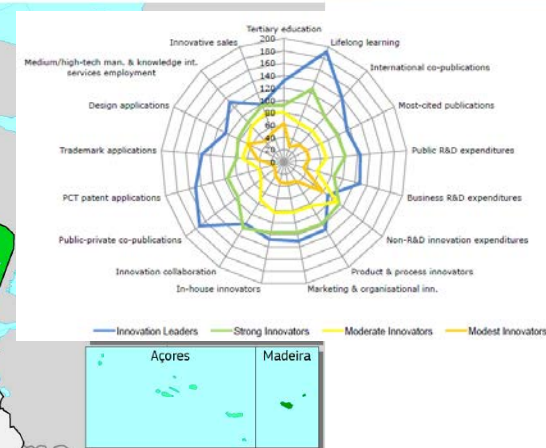 Tertiary education
200
180
160
140
120
100
80
60
40
20
0
Lifelong learning
International co-publications
Most-cited publications
Public R&D expenditures
Business R&D expenditures
Non-R&D innovation expenditures
Product & process innovators
Marketing & organisational inn.
In-house innovators
Innovation collaboration
Public-private co-publications
PCT patent applications
Trademark applications
Design applications
Medium/high-tech man. & knowledge int.
services employment
Innovative sales
Innovation Leaders
Strong Innovators
Moderate Innovators
Modest Innovators
Açores
Madeira